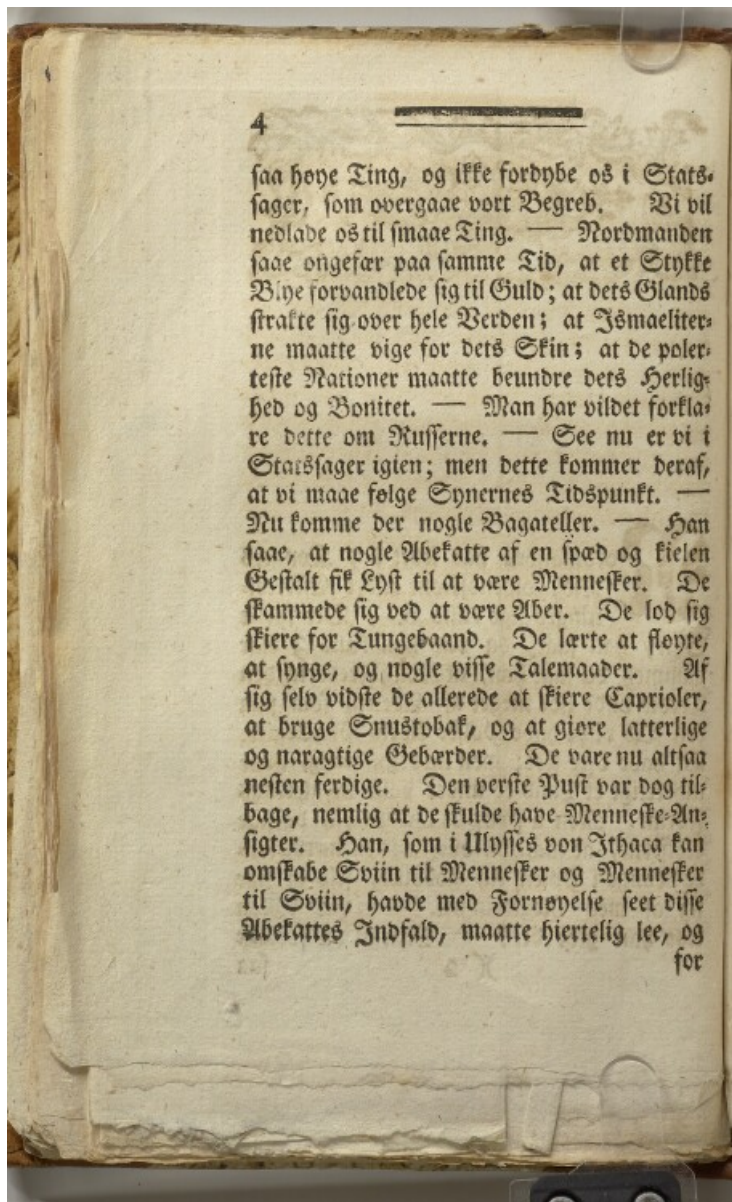 4
saa høye Ting, og ikke fordybe os i Stats-
sager, som overgaae vort Begreb. Vi vil
nedlade os til smaae Ting. — Nordmanden
saae ongefær paa samme Tid, at et Stykke
Blye forvandlede sig til Guld; at dets Glands
strakte sig over hele Verden; at Ismaeliter-
ne maatte vige for dets Skin; at de poler-
teste Nationer maatte beundre dets Herlig-
hed og Bonitet. — Man har vildet forkla-
re dette om Russerne. — See nu er vi i
Statssager igien; men dette kommer deraf,
at vi maae følge Synernes Tidspunkt. —
Nu komme der nogle Bagateller. — Han
saae, at nogle Abekatte af en spæd og kielen
Gestalt fik Lyst til at være Mennesker. De
skammede sig ved at være Aber. De lod sig
skiere for Tungebaand. De lærte at fløyte,
at synge, og nogle visse Talemaader. Af
sig selv vidste de allerede at skiere Caprioler,
at bruge Snustobak, og at giøre latterlige
og naragtige Gebærder. De vare nu altsaa
nesten ferdige. Den verste Pust var dog til-
bage, nemlig at de skulde have Menneske-An-
sigter. Han, som i Ulysses von Ithaca kan
omskabe Sviin til Mennesker og Mennesker
til Sviin, havde med Fornøyelse seet disse
Abekattes Indfald, maatte hiertelig lee, og
for